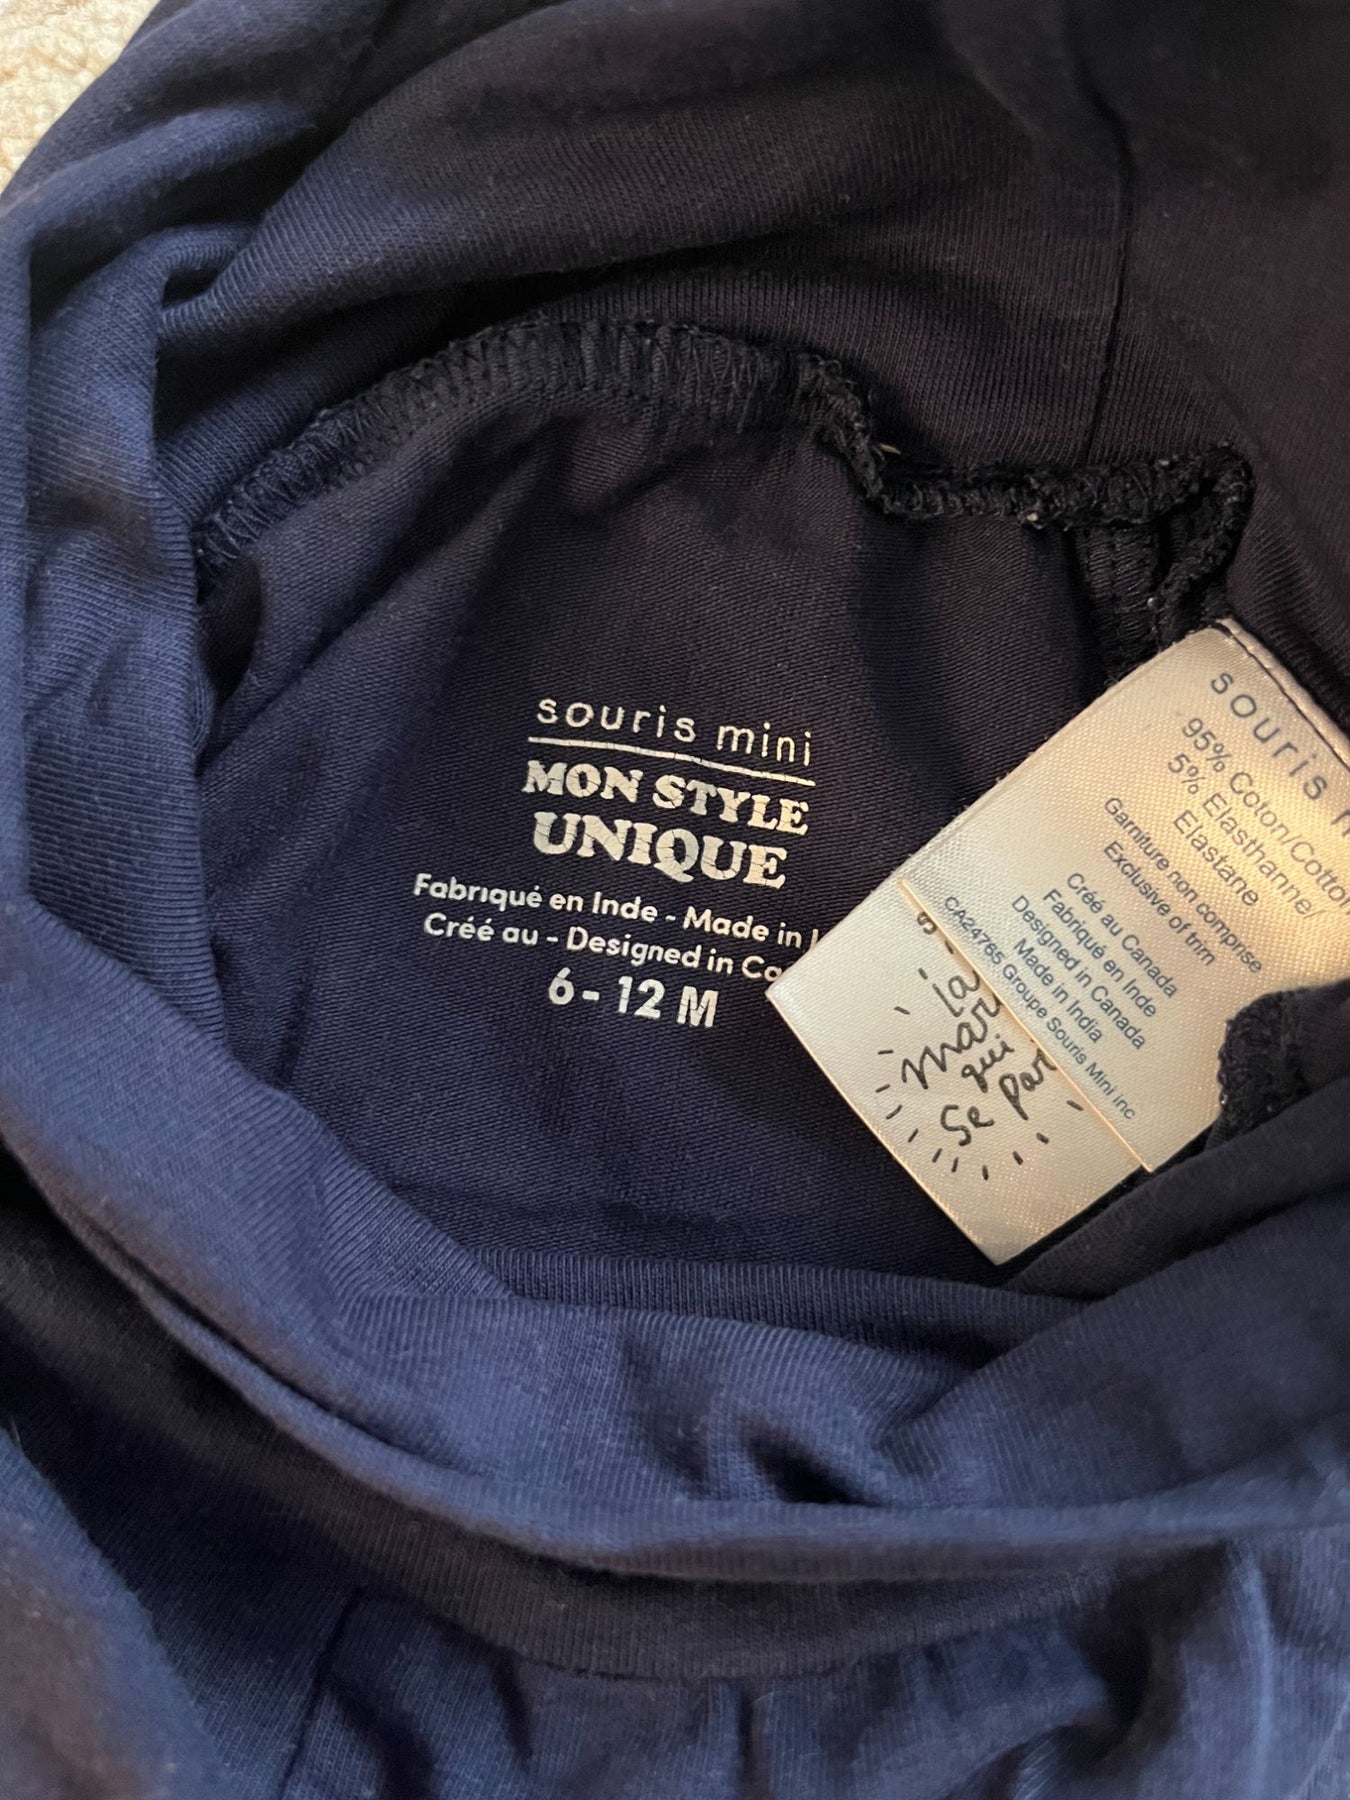 souris mini
MON STYLE
UNIQUE
Fabriqué en Inde - Made in
Créé au - Designed in
6-12 M
souris
95% Coton/Cotton
5% Elasthanne/
Elastane
Garniture non comprise
Exclusive of trim
Créé au Canada
Fabriqué en Inde
Designed in Canada
Made in India
CA24765 Groupe Souris Mini inc
- la
qui
se